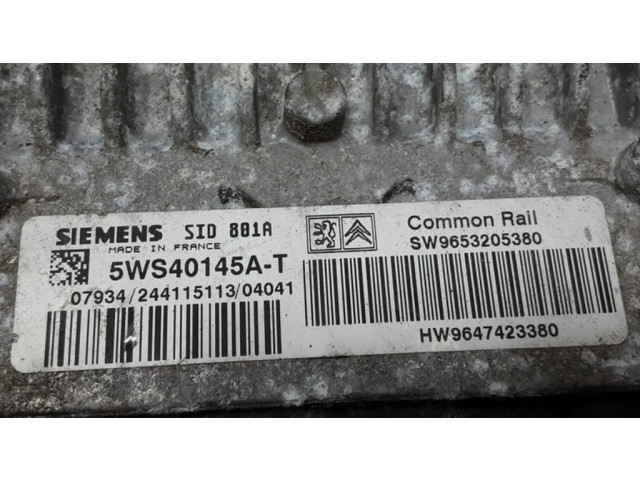 SIEMENS SID 801A
MADE IN FRANCE
5WS40145A-T
07934/244115113/04041
Common Rail
SW9653205380
HW9647423380